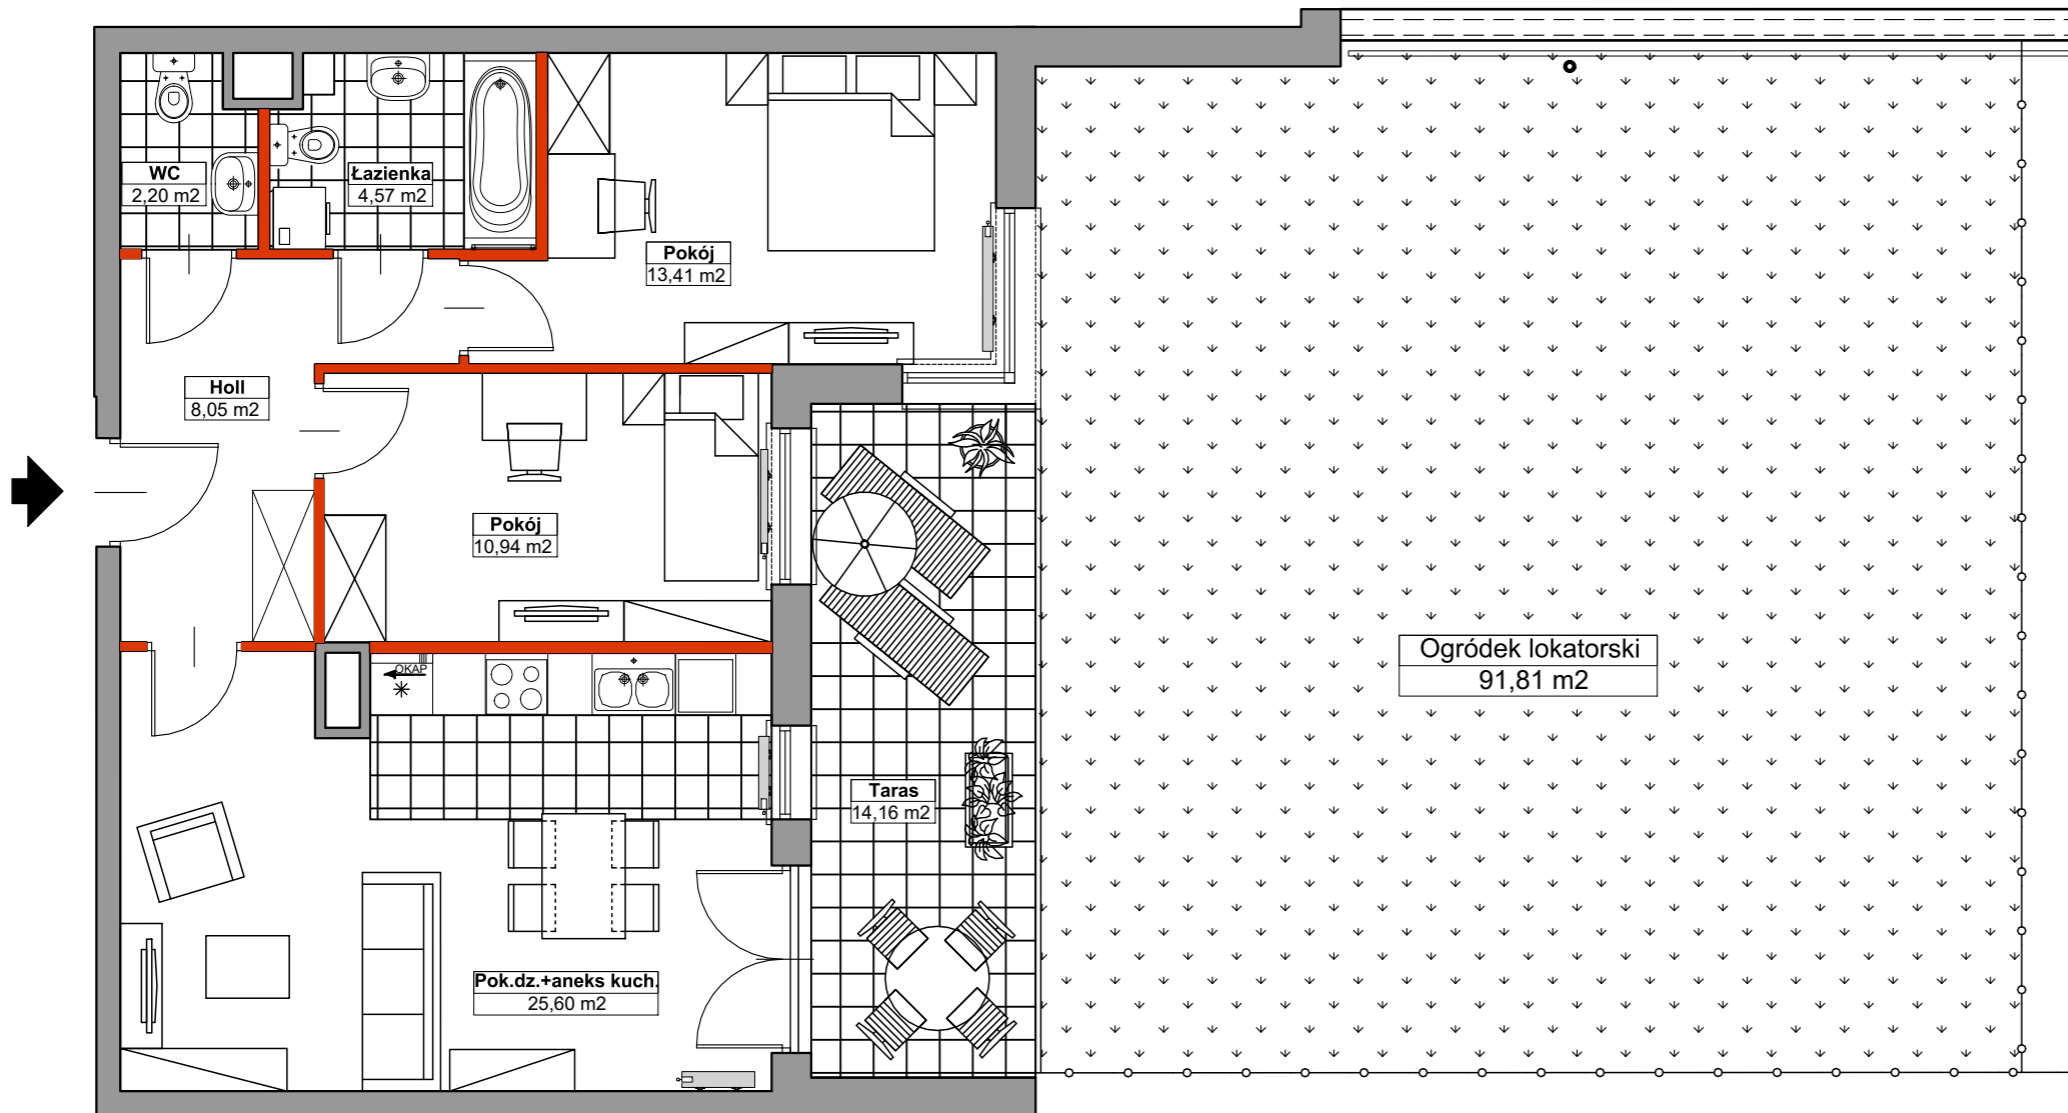 WC
2,20 m2
Łazienka
4,57 m2
Pokój
13,41 m2
Holl
8,05 m2
Pokój
10,94 m2
OKAP
Ogródek lokatorski
91,81 m2
Taras
14,16 m2
Pok.dz.+aneks kuch.
25,60 m2